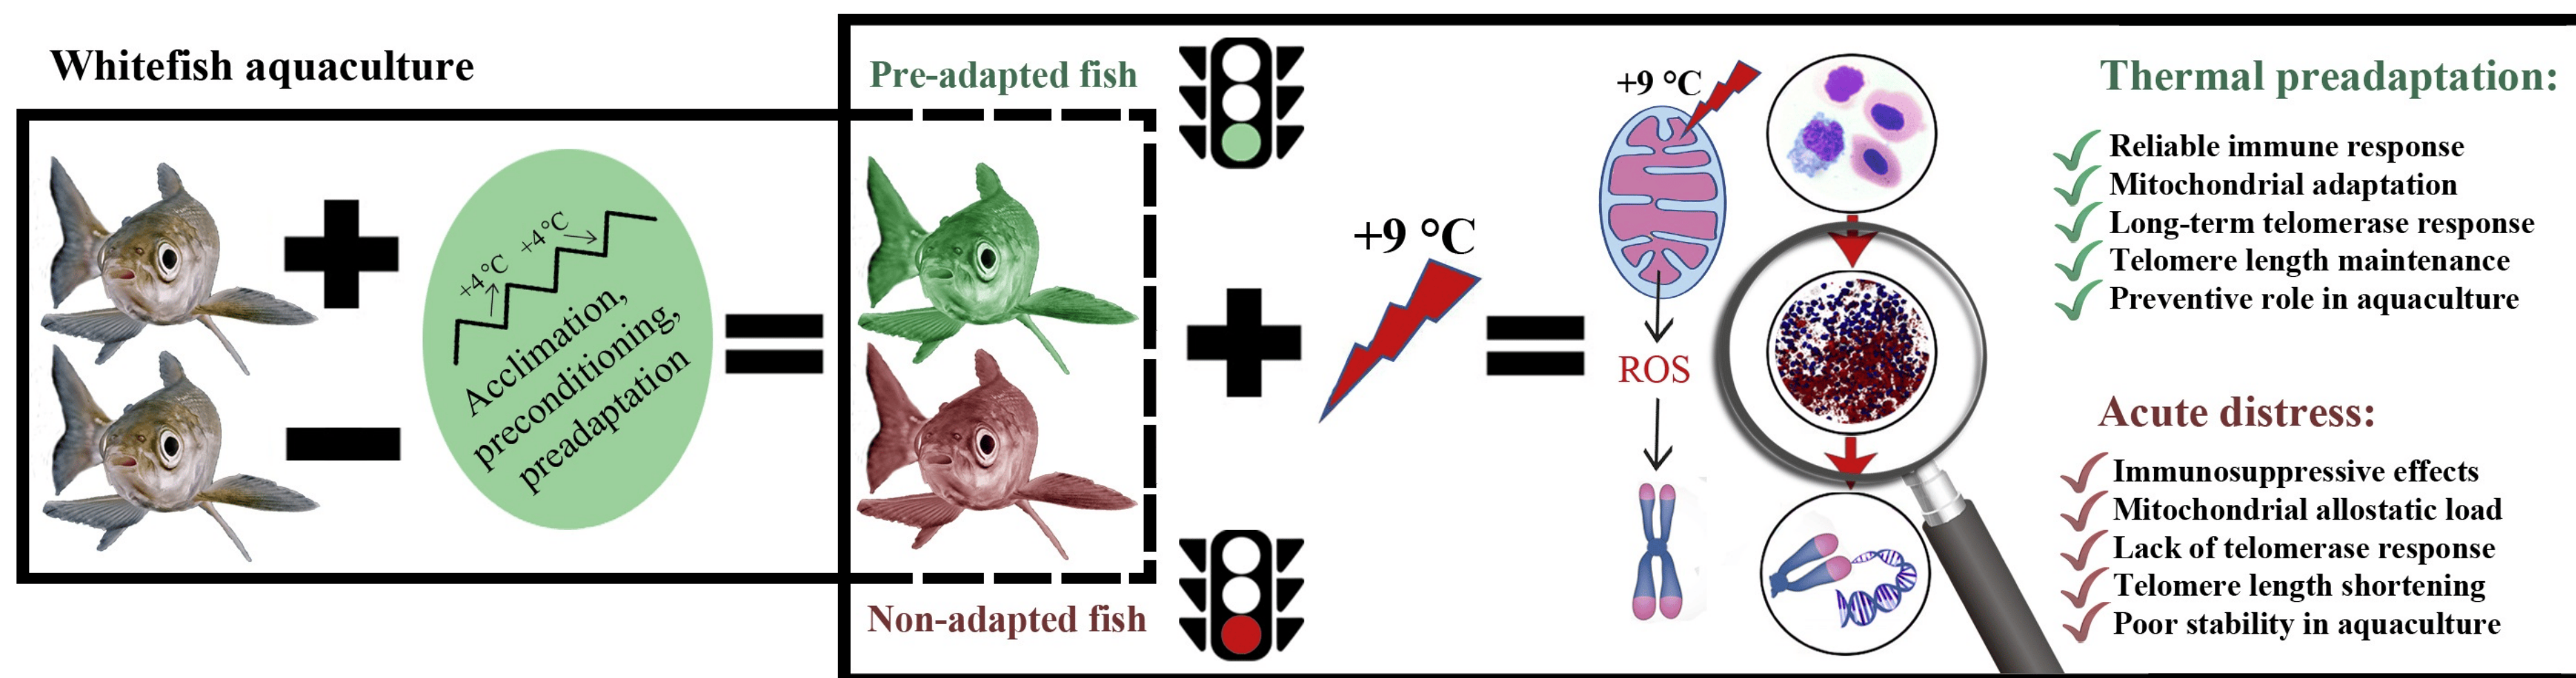 Whitefish aquaculture
+4°C
+4°C
Acclimation,
preconditioning,
preadaptation
Pre-adapted fish
Non-adapted fish
+9 °C
+9 °C
ROS
Thermal preadaptation:
Reliable immune response
Mitochondrial adaptation
Long-term telomerase response
Telomere length maintenance
Preventive role in aquaculture
Acute distress:
Immunosuppressive effects
Mitochondrial allostatic load
Lack of telomerase response
Telomere length shortening
Poor stability in aquaculture